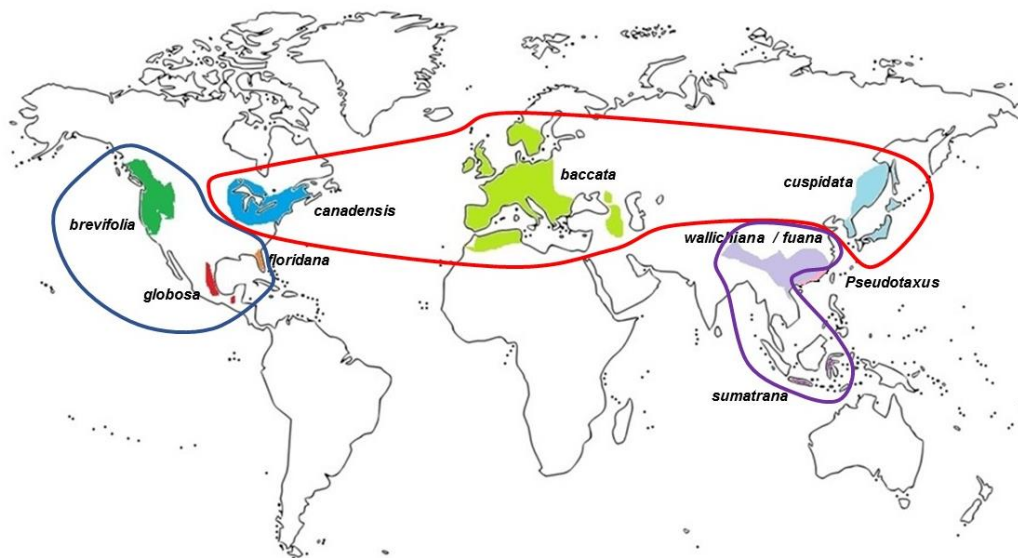 baccata
cuspidata
canadensis
brevifolia
wallichiana / fuana
floridana
Pseudotaxus
globosa
sumatrana